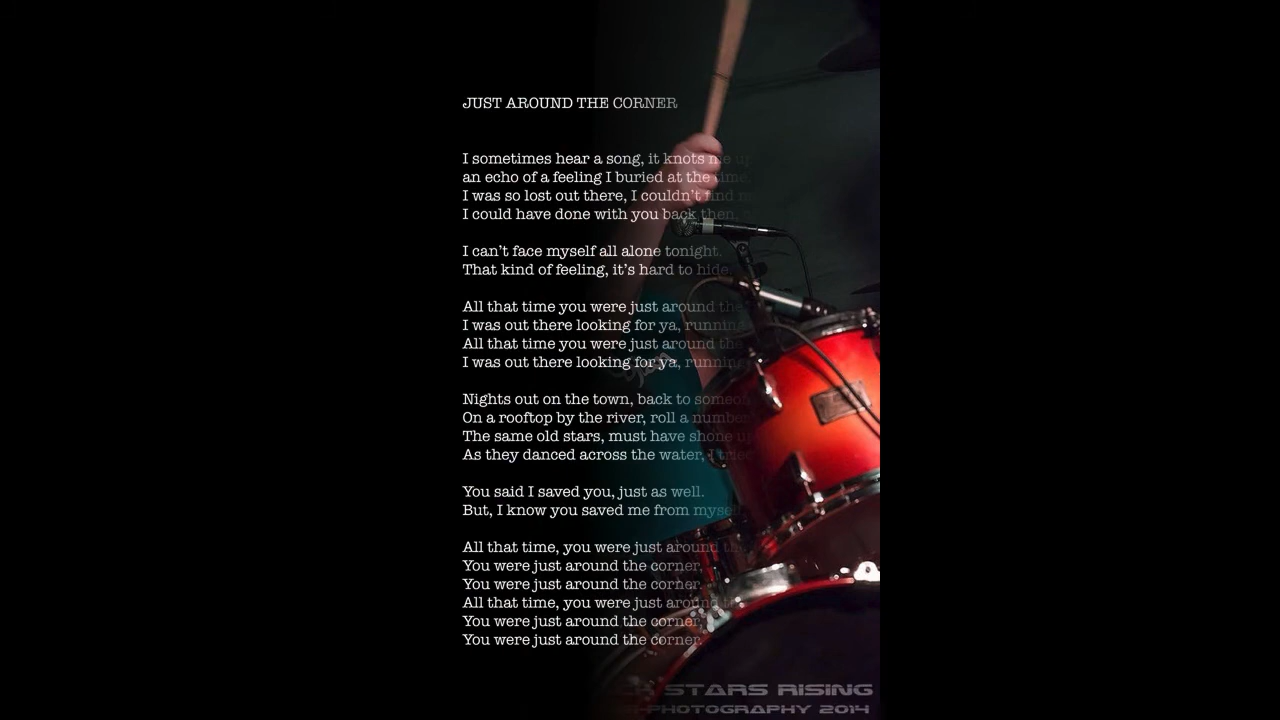 JUST AROUND THE CORNER
I sometimes hear a song, it knots me up
an echo of a feeling I buried at the time.
I was so lost out there, I couldn't find
I could have done with you back then,
I can't face myself all alone tonight.
That kind of feeling, it's hard to hide.
All that time you were just around the
I was out there looking for ya, running
All that time you were just around the
I was out there looking for ya, running
Nights out on the town, back to
On a rooftop by the river, roll a number
The same old stars, must have shone up
As they danced across the water, I tried
You said I saved you, just as well.
But, I know you saved me from myself
All that time, you were just around the
You were just around the corner,
You were just around the corner.
All that time, you were just around
You were just around the corner,
You were just around the corner.
STARS RISING
PHOTOGRAPHY 2014